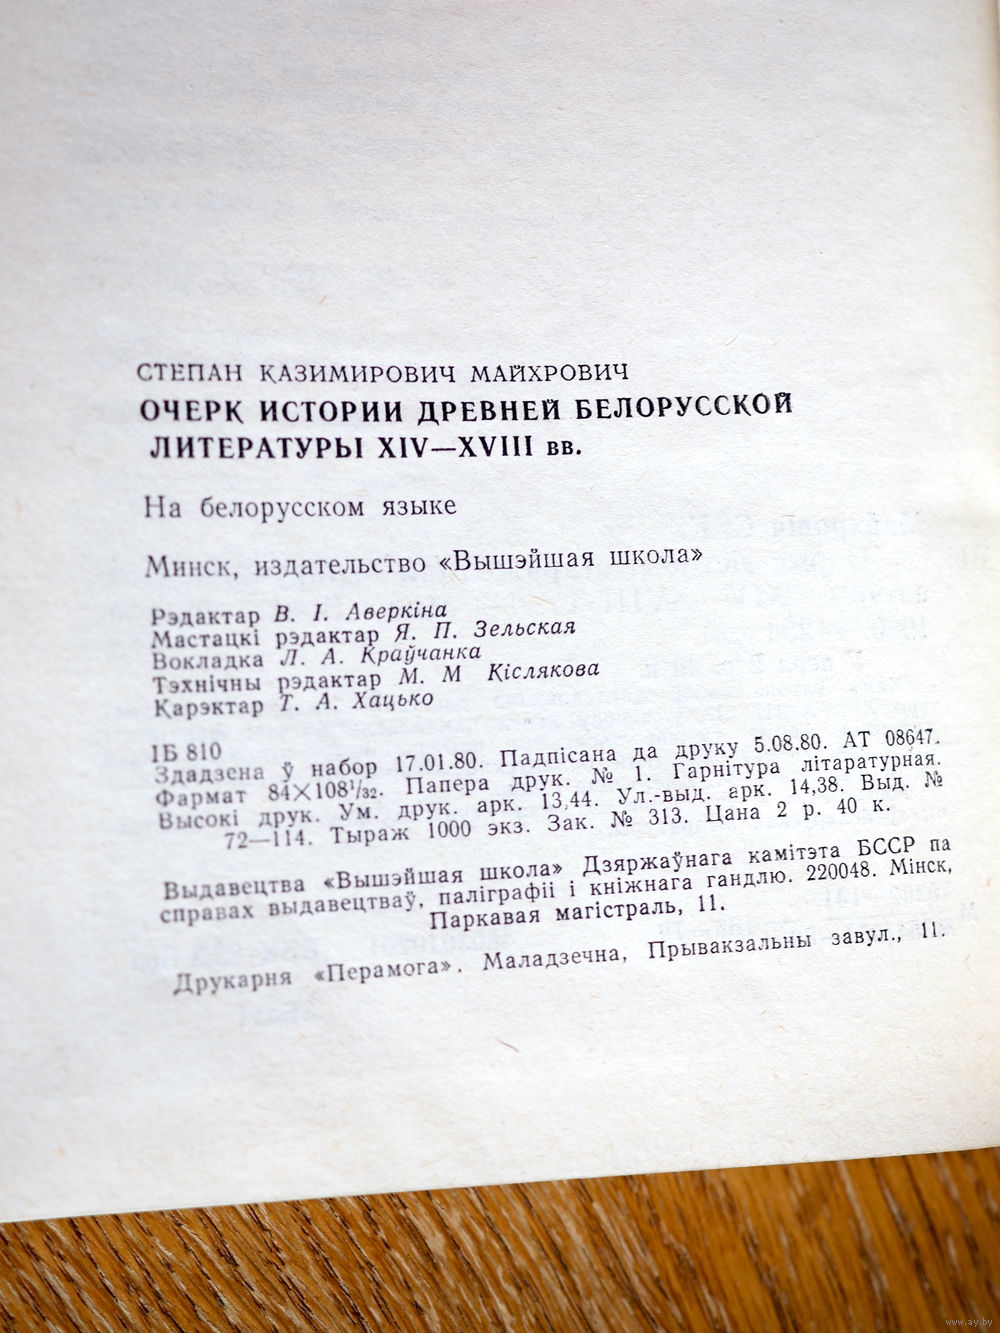 СТЕПАН КАЗИМИРОВИЧ МАЙХРОВИЧ
ОЧЕРК ИСТОРИИ ДРЕВНЕЙ БЕЛОРУССКОЙ
ЛИТЕРАТУРЫ XIV—XVIII вв.
На белорусском языке
Минск, издательство «Вышэйшая школа»
Рэдактар В. І. Аверкіна
Мастацкі рэдактар Я. П. Зельская
Вокладка Л. А. Краўчанка
Тэхнічны рэдактар М. М Кіслякова
Карэктар Т. А. Хацько
ІБ 810
Здадзена ў набор 17.01.80. Падпісана да друку 5.08.80. АТ 08647.
Фармат 84×108¹/₃₂. Папера друк. № 1. Гарнітура літаратурная.
Высокі друк. Ум. друк. арк. 13,44. Ул.-выд. арк. 14,38. Выд. №
72—114. Тыраж 1000 экз. Зак. № 313. Цана 2 р. 40 к.
Выдавецтва «Вышэйшая школа» Дзяржаўнага камітэта БССР па
справах выдавецтваў, паліграфіі і кніжнага гандлю. 220048. Мінск,
Паркавая магістраль, 11.
Друкарня «Перамога». Маладзечна, Прывакзальны завул., 11.
www.ay.by